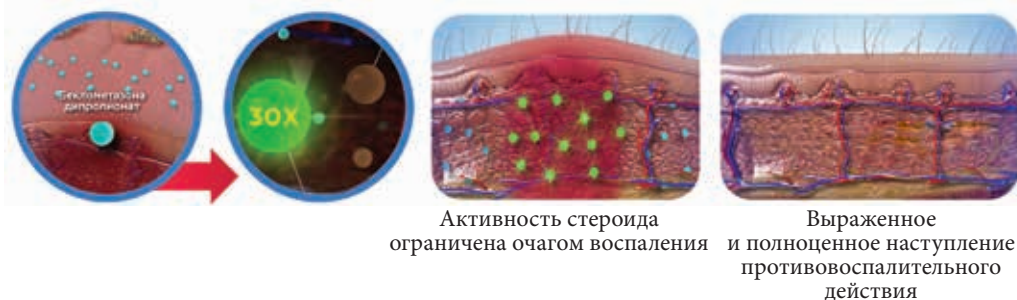 Беклометазона
дипропионат
30X
Активность стероида
ограничена очагом воспаления
Выраженное
и полноценное наступление
противовоспалительного
действия